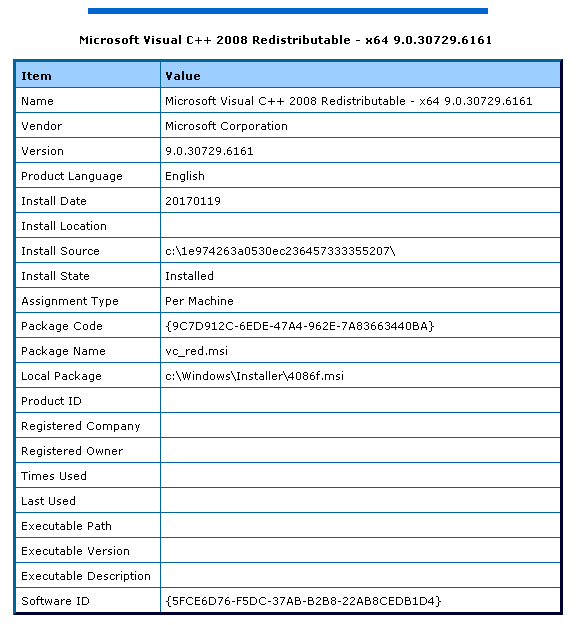 Microsoft Visual C++ 2008 Redistributable - x64 9.0.30729.6161
Item Value
Name Microsoft Visual C++ 2008 Redistributable - x64 9.0.30729.6161
Vendor Microsoft Corporation
Version 9.0.30729.6161
Product Language English
Install Date 20170119
Install Location
Install Source c:\1e974263a0530ec236457333355207\
Install State Installed
Assignment Type Per Machine
Package Code {9C7D912C-6EDE-47A4-962E-7A83663440BA}
Package Name vc_red.msi
Local Package c:\Windows\Installer\4086f.msi
Product ID
Registered Company
Registered Owner
Times Used
Last Used
Executable Path
Executable Version
Executable Description
Software ID {5FCE6D76-F5DC-37AB-B2B8-22AB8CEDB1D4}